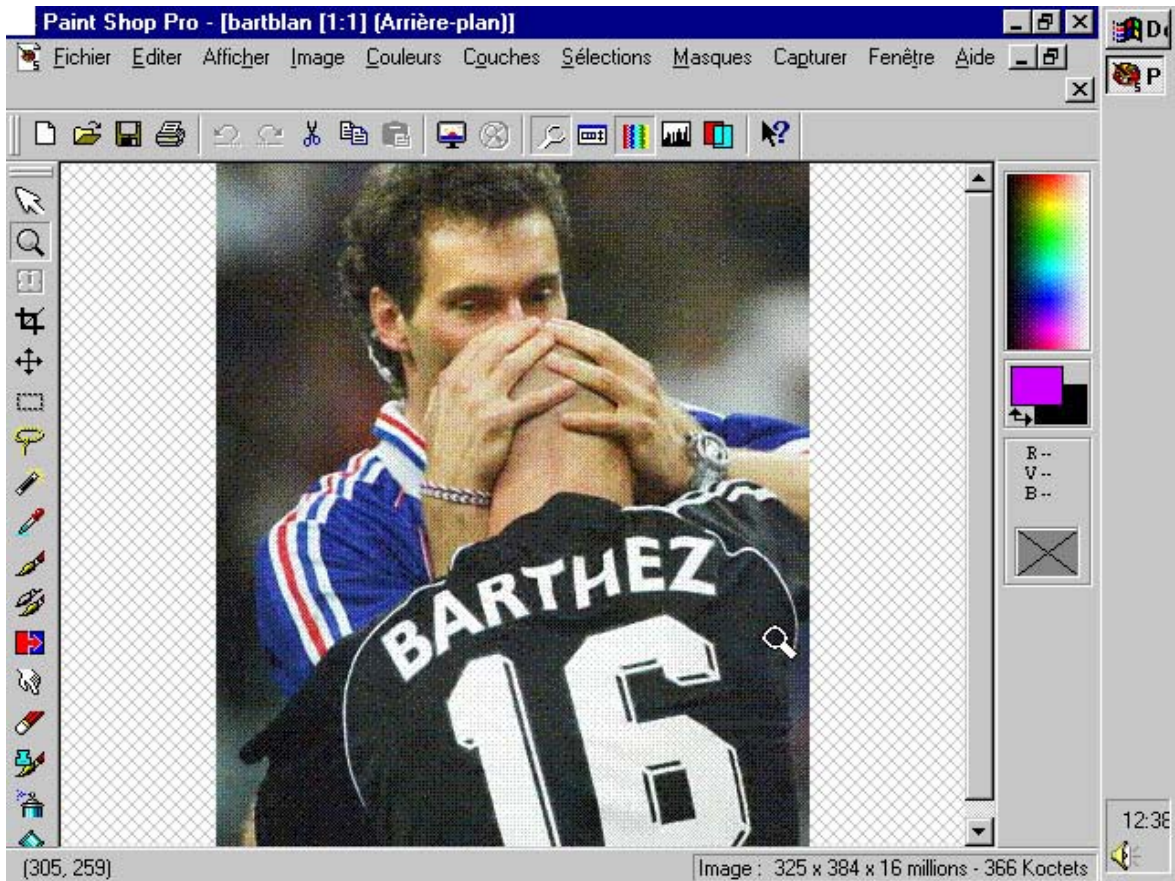 Paint Shop Pro - [bartblan [1:1] (Arrière-plan)]
Fichier Editer Afficher Image Couleurs Couches Sélections Masques Capturer Fenêtre Aide
BARTHEZ
16
R --
V --
B --
(305, 259)
Image : 325 x 384 x 16 millions - 366 Koctets
D
P
12:38